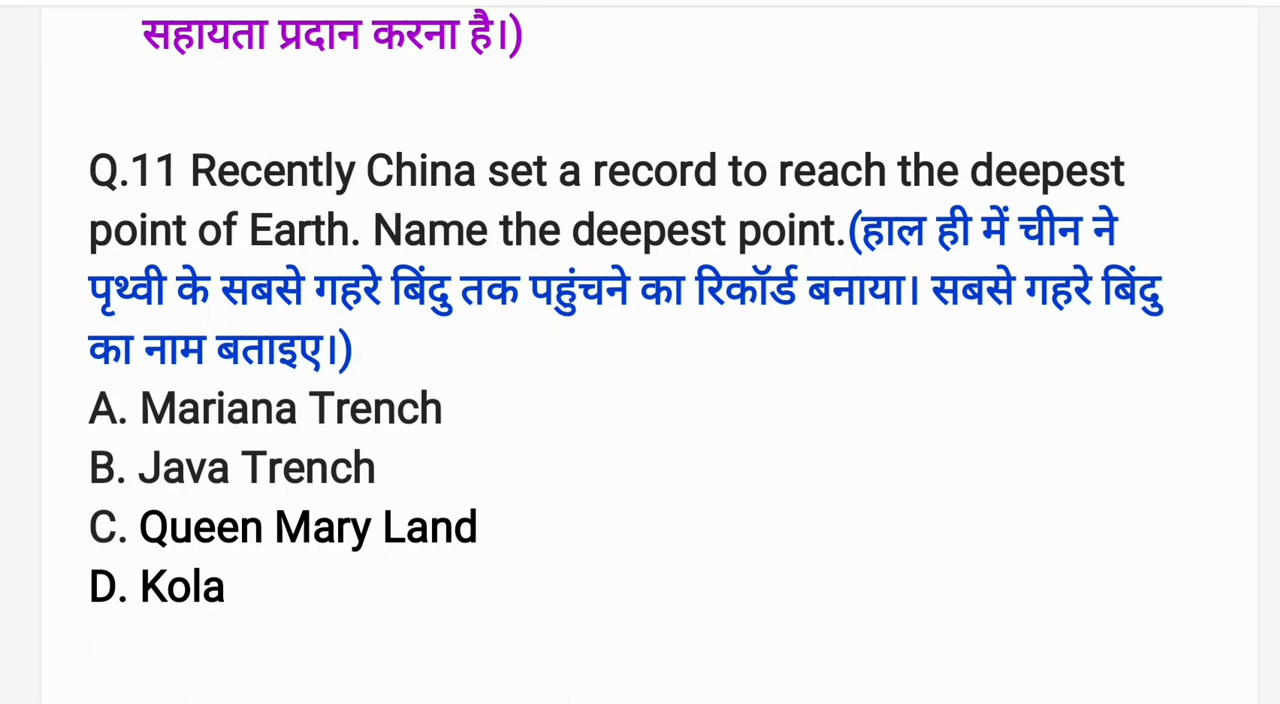 सहायता प्रदान करना है।)
Q.11 Recently China set a record to reach the deepest
point of Earth. Name the deepest point.(हाल ही में चीन ने
पृथ्वी के सबसे गहरे बिंदु तक पहुंचने का रिकॉर्ड बनाया। सबसे गहरे बिंदु
का नाम बताइए।)
A. Mariana Trench
B. Java Trench
C. Queen Mary Land
D. Kola